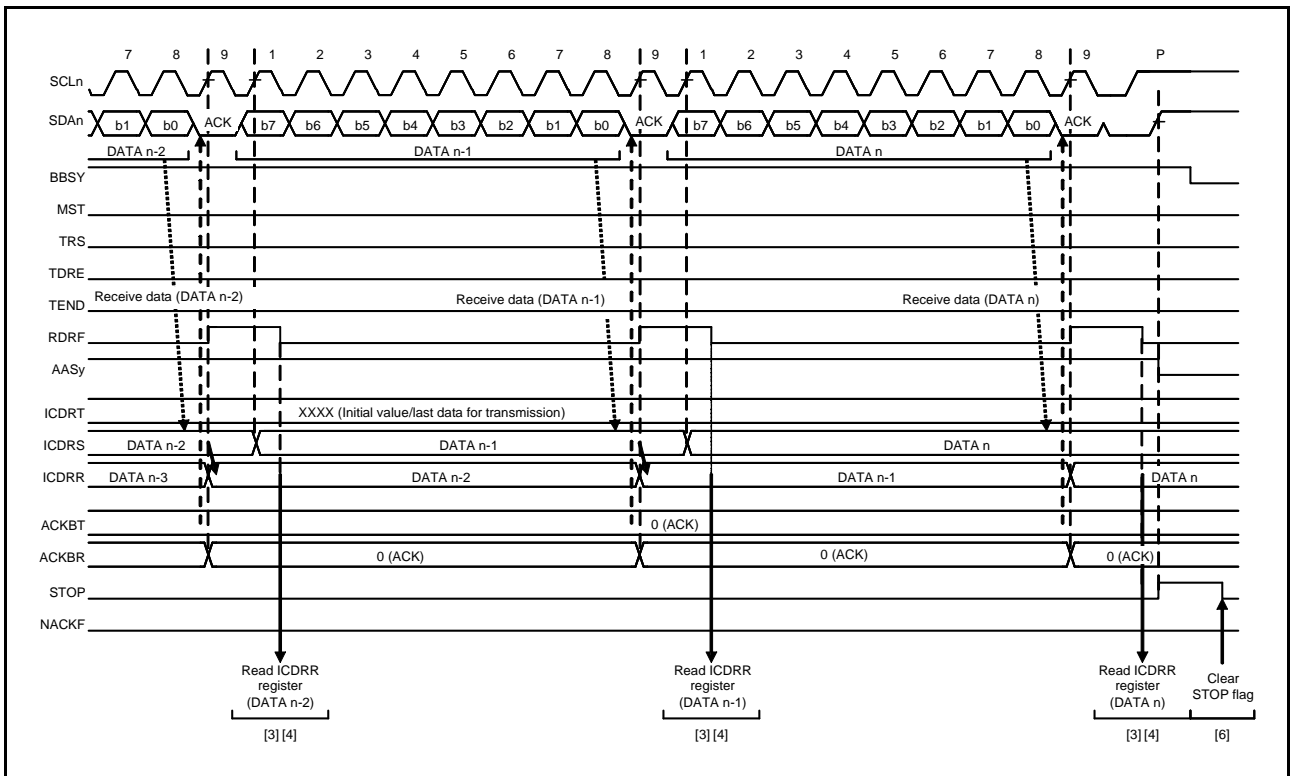 7 8 9 1 2 3 4 5 6 7 8 9 1 2 3 4 5 6 7 8 9 P
SCLn
SDAn b1 b0 ACK b7 b6 b5 b4 b3 b2 b1 b0 ACK b7 b6 b5 b4 b3 b2 b1 b0 ACK
DATA n-2 DATA n-1 DATA n
BBSY
MST
TRS
TDRE
Receive data (DATA n-2) Receive data (DATA n-1) Receive data (DATA n)
TEND
RDRF
AASy
ICDRT XXXX (Initial value/last data for transmission)
ICDRS DATA n-2 DATA n-1 DATA n
ICDRR DATA n-3 DATA n-2 DATA n-1 DATA n
ACKBT 0 (ACK)
ACKBR 0 (ACK) 0 (ACK) 0 (ACK)
STOP
NACKF
Read ICDRR
register
(DATA n-2)
[3] [4]
Read ICDRR
register
(DATA n-1)
[3] [4]
Read ICDRR
register
(DATA n)
[3] [4]
Clear
STOP flag
[6]